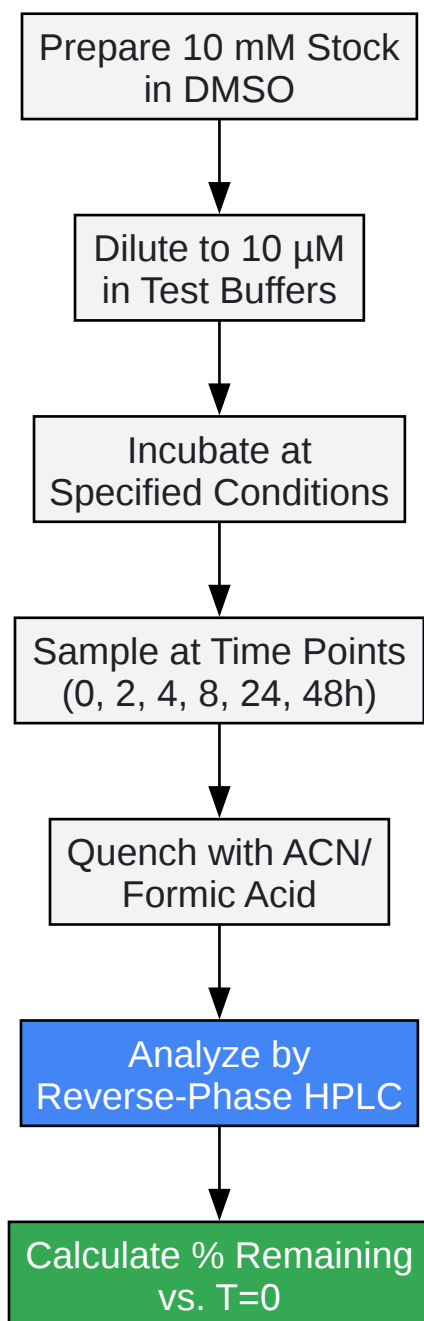 Prepare 10 mM Stock
in DMSO
Dilute to 10 µM
in Test Buffers
Incubate at
Specified Conditions
Sample at Time Points
(0, 2, 4, 8, 24, 48h)
Quench with ACN/
Formic Acid
Analyze by
Reverse-Phase HPLC
Calculate % Remaining
vs. T=0